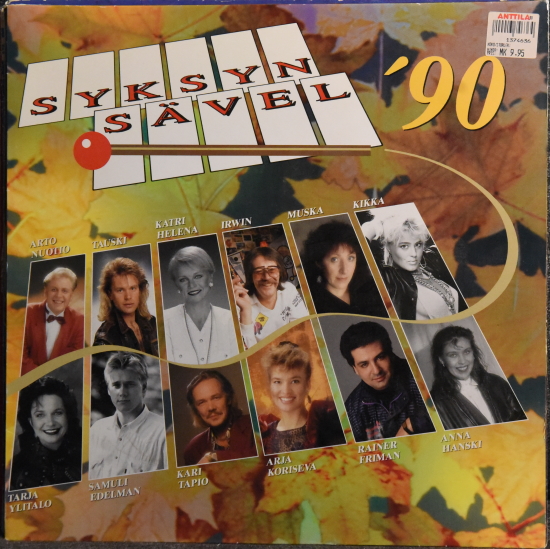 ANTTILA
1374636
MK 9.95
SYKSYN
SÄVEL
'90
ARTO
NUOTIO
TAUSKI
KATRI
HELENA
IRWIN
MUSKA
KIKKA
TARJA
YLITALO
SAMULI
EDELMAN
KARI
TAPIO
ARJA
KORISEVA
RAINER
FRIMAN
ANNA
HANSKI